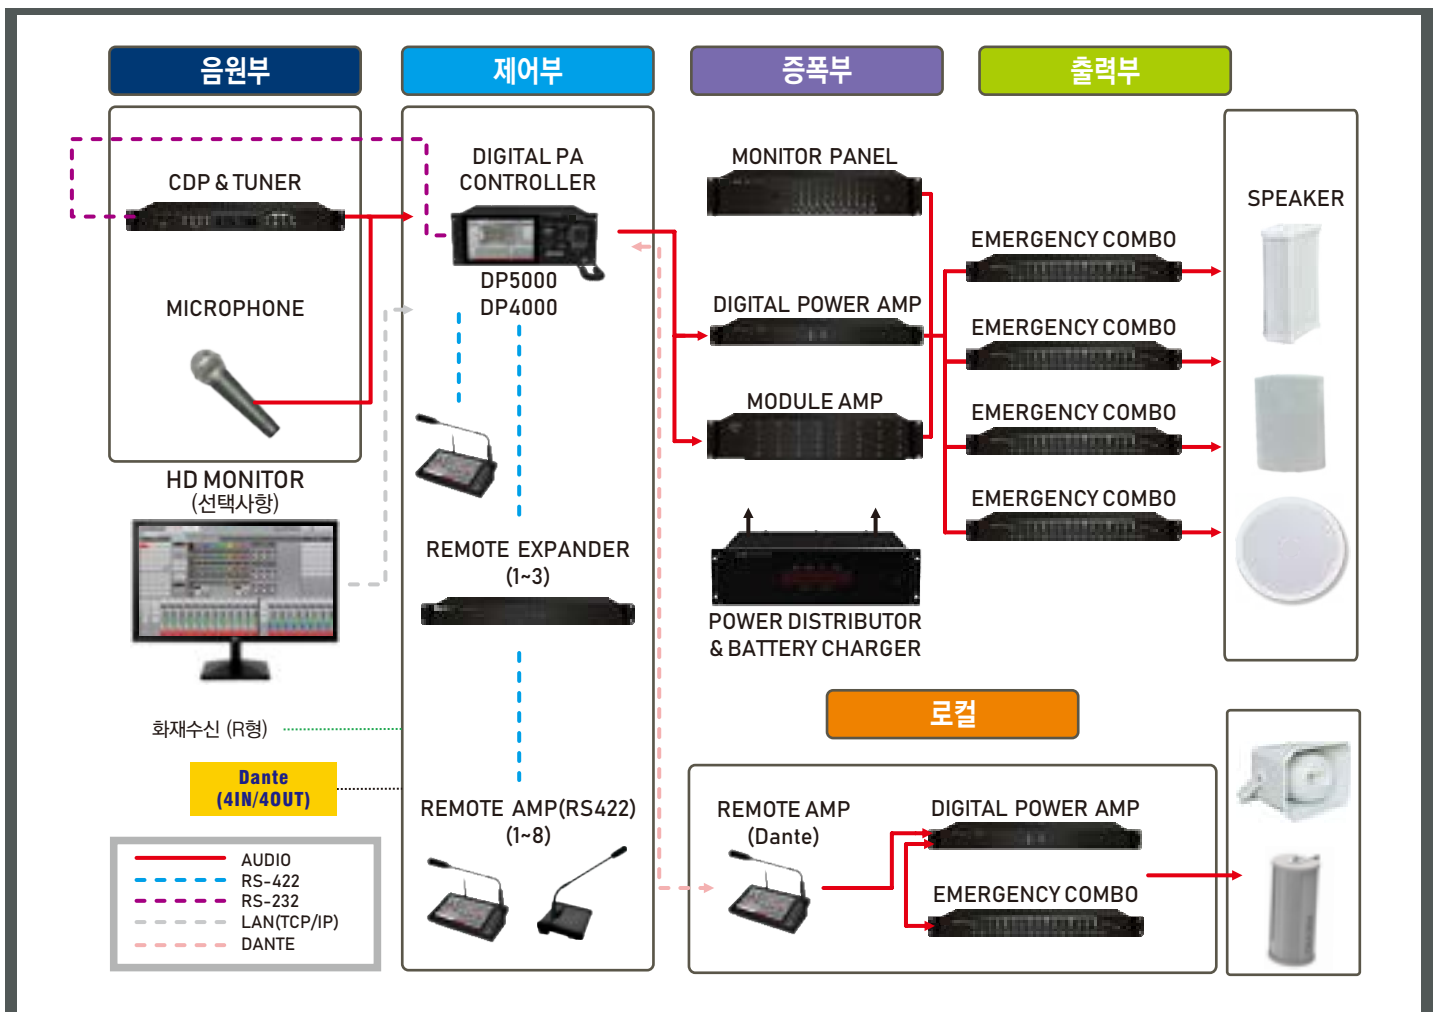 음원부
제어부
증폭부
출력부
CDP & TUNER
MICROPHONE
HD MONITOR
(선택사항)
화재수신 (R형)
Dante
(4IN/4OUT)
AUDIO
RS-422
RS-232
LAN(TCP/IP)
DANTE
DIGITAL PA
CONTROLLER
DP5000
DP4000
REMOTE EXPANDER
(1~3)
REMOTE AMP(RS422)
(1~8)
MONITOR PANEL
DIGITAL POWER AMP
MODULE AMP
POWER DISTRIBUTOR
& BATTERY CHARGER
EMERGENCY COMBO
EMERGENCY COMBO
EMERGENCY COMBO
EMERGENCY COMBO
SPEAKER
로컬
REMOTE AMP
(Dante)
DIGITAL POWER AMP
EMERGENCY COMBO